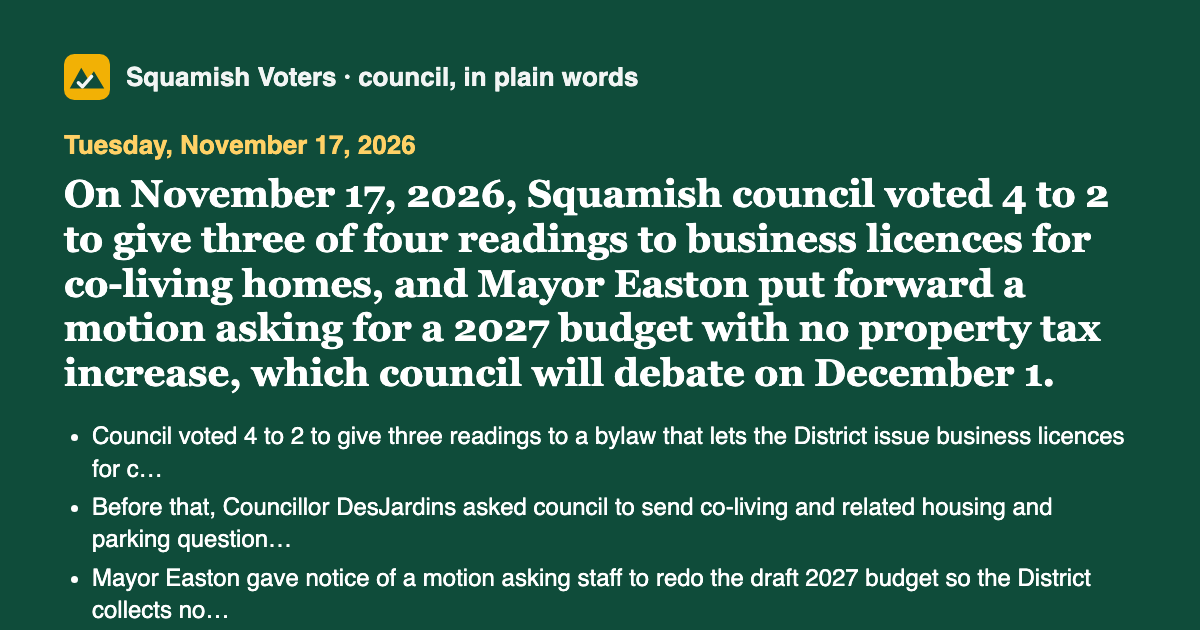 Squamish Voters · council, in plain words
Tuesday, November 17, 2026
On November 17, 2026, Squamish council voted 4 to 2
to give three of four readings to business licences for
co-living homes, and Mayor Easton put forward a
motion asking for a 2027 budget with no property tax
increase, which council will debate on December 1.
• Council voted 4 to 2 to give three readings to a bylaw that lets the District issue business licences
for c…
• Before that, Councillor DesJardins asked council to send co-living and related housing and
parking question…
• Mayor Easton gave notice of a motion asking staff to redo the draft 2027 budget so the District
collects no…